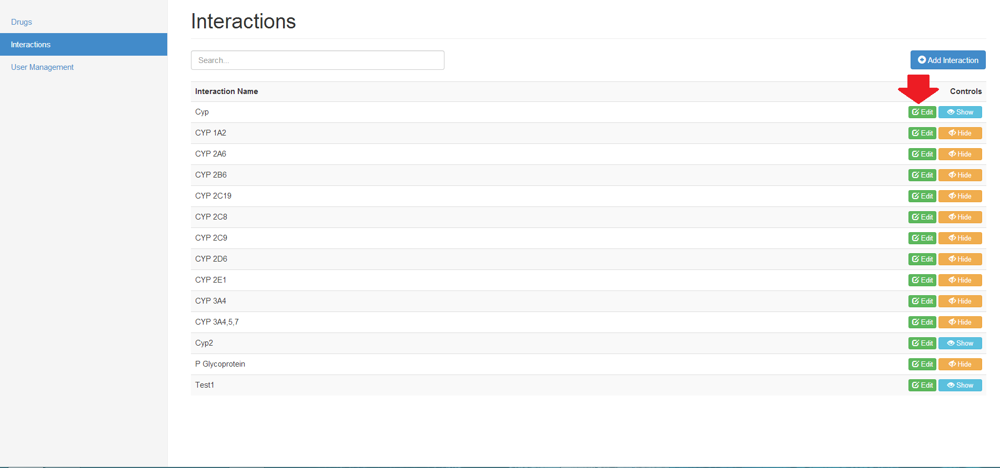 Drugs
Interactions
User Management
Interactions
Search...
Add Interaction
Interaction Name Controls
Cyp Edit Show
CYP 1A2 Edit Hide
CYP 2A6 Edit Hide
CYP 2B6 Edit Hide
CYP 2C19 Edit Hide
CYP 2C8 Edit Hide
CYP 2C9 Edit Hide
CYP 2D6 Edit Hide
CYP 2E1 Edit Hide
CYP 3A4 Edit Hide
CYP 3A4,5,7 Edit Hide
Cyp2 Edit Show
P Glycoprotein Edit Hide
Test1 Edit Show